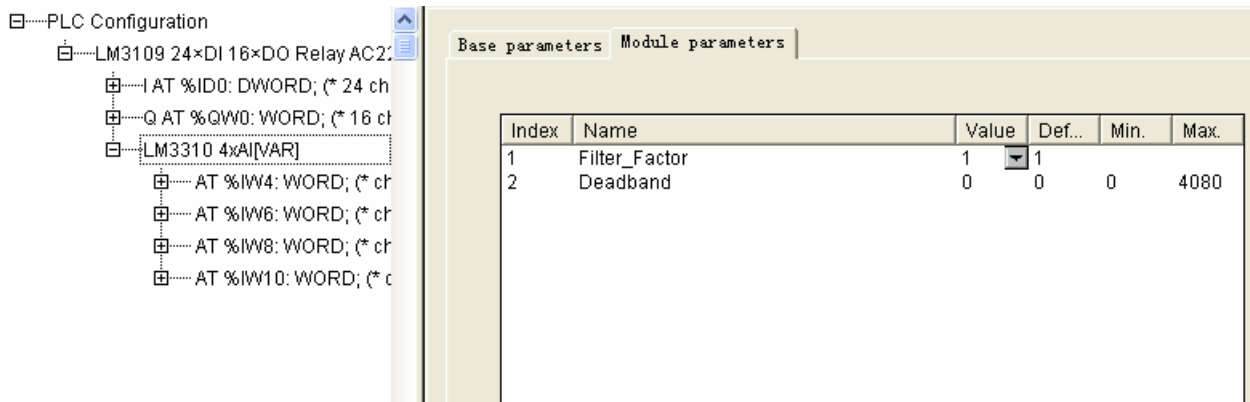 PLC Configuration
LM3109 24×DI 16×DO Relay AC22
I AT %ID0: DWORD; (* 24 ch
Q AT %QW0: WORD; (* 16 ch
LM3310 4xAI[VAR]
AT %IW4: WORD; (* ch
AT %IW6: WORD; (* ch
AT %IW8: WORD; (* ch
AT %IW10: WORD; (* c
Base parameters Module parameters
Index Name Value Def... Min. Max.
1 Filter_Factor 1 1
2 Deadband 0 0 0 4080